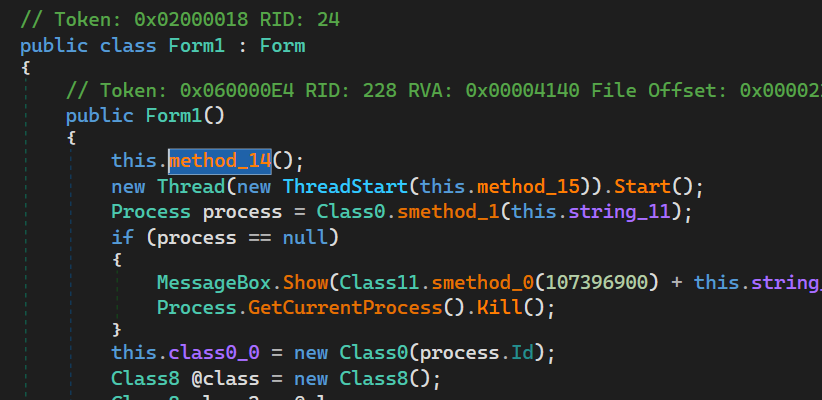 // Token: 0x02000018 RID: 24
public class Form1 : Form
{
// Token: 0x060000E4 RID: 228 RVA: 0x00004140 File Offset: 0x00002
public Form1()
{
this.method_14();
new Thread(new ThreadStart(this.method_15)).Start();
Process process = Class0.smethod_1(this.string_11);
if (process == null)
{
MessageBox.Show(Class11.smethod_0(107396900) + this.string_
Process.GetCurrentProcess().Kill();
}
this.class0_0 = new Class0(process.Id);
Class8 @class = new Class8();